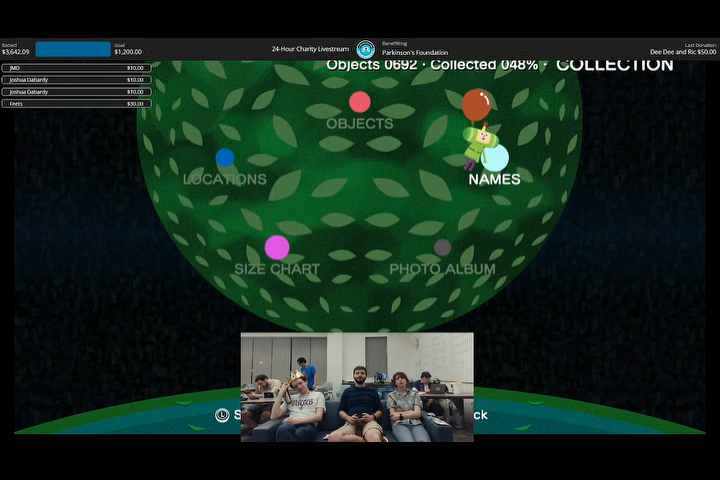 Raised
$3,642.09
Goal
$1,200.00
24-Hour Charity Livestream
Benefitting
Parkinson's Foundation
Last Donation
Dee Dee and Ric $50.00
JMD $10.00
Joshua Dabardy $10.00
Joshua Dabardy $10.00
Feets $30.00
Objects 0692 · Collected 048% · COLLECTION
OBJECTS
LOCATIONS
NAMES
SIZE CHART
PHOTO ALBUM
L S
ck